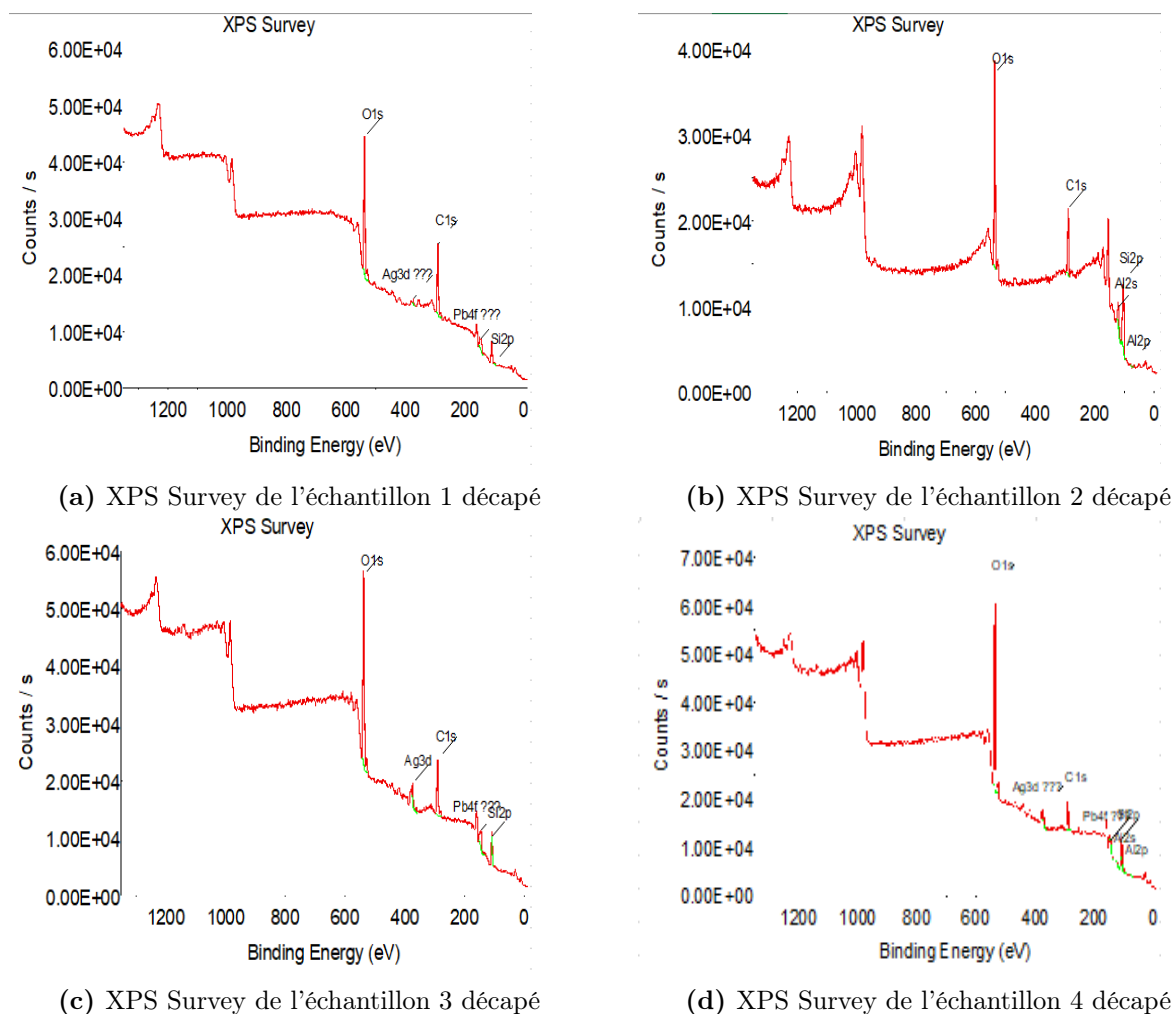 XPS Survey
6.00E+04
5.00E+04
4.00E+04
3.00E+04
2.00E+04
1.00E+04
0.00E+00
Counts / s
O1s
C1s
Ag3d ???
Pb4f ???
Si2p
1200 1000 800 600 400 200 0
Binding Energy (eV)
(a) XPS Survey de l'échantillon 1 décapé
XPS Survey
4.00E+04
3.00E+04
2.00E+04
1.00E+04
0.00E+00
Counts / s
O1s
C1s
Si2p
Al2s
Al2p
1200 1000 800 600 400 200 0
Binding Energy (eV)
(b) XPS Survey de l'échantillon 2 décapé
XPS Survey
6.00E+04
5.00E+04
4.00E+04
3.00E+04
2.00E+04
1.00E+04
0.00E+00
Counts / s
O1s
C1s
Ag3d
Pb4f ???
Si2p
1200 1000 800 600 400 200 0
Binding Energy (eV)
(c) XPS Survey de l'échantillon 3 décapé
XPS Survey
7.00E+04
6.00E+04
5.00E+04
4.00E+04
3.00E+04
2.00E+04
1.00E+04
0.00E+00
Counts / s
O1s
C1s
Ag3d ???
Pb4f
Al2p
1200 1000 800 600 400 200 0
Binding Energy (eV)
(d) XPS Survey de l'échantillon 4 décapé